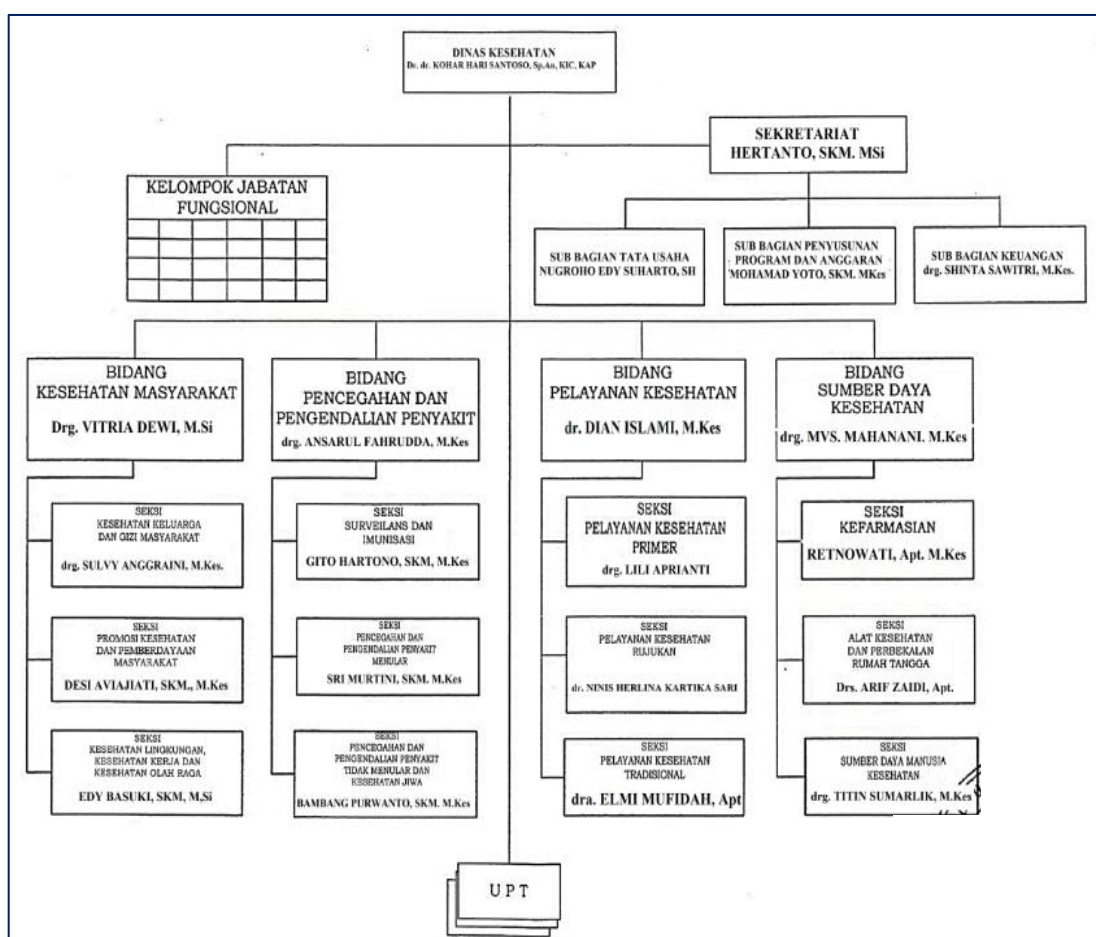 DINAS KESEHATAN
Dr. dr. KOHAR HARI SANTOSO, Sp.An, KIC, KAP
SEKRETARIAT
HERTANTO, SKM. MSi
KELOMPOK JABATAN
FUNGSIONAL
SUB BAGIAN TATA USAHA
NUGROHO EDY SUHARTO, SH
SUB BAGIAN PENYUSUNAN
PROGRAM DAN ANGGARAN
MOHAMAD YOTO, SKM. MKes
SUB BAGIAN KEUANGAN
drg. SHINTA SAWITRI, M.Kes.
BIDANG
KESEHATAN MASYARAKAT
Drg. VITRIA DEWI, M.Si
BIDANG
PENCEGAHAN DAN
PENGENDALIAN PENYAKIT
drg. ANSARUL FAHRUDDA, M.Kes
BIDANG
PELAYANAN KESEHATAN
dr. DIAN ISLAMI, M.Kes
BIDANG
SUMBER DAYA
KESEHATAN
drg. MVS. MAHANANI. M.Kes
SEKSI
KESEHATAN KELUARGA
DAN GIZI MASYARAKAT
drg. SULVY ANGGRAINI, M.Kes.
SEKSI
SURVEILANS DAN
IMUNISASI
GITO HARTONO, SKM, M.Kes
SEKSI
PELAYANAN KESEHATAN
PRIMER
drg. LILI APRIANTI
SEKSI
KEFARMASIAN
RETNOWATI, Apt. M.Kes
SEKSI
PROMOSI KESEHATAN
DAN PEMBERDAYAAN
MASYARAKAT
DESI AVIAJIATI, SKM., M.Kes
SEKSI
PENCEGAHAN DAN
PENGENDALIAN PENYAKIT
MENULAR
SRI MURTINI, SKM. M.Kes
SEKSI
PELAYANAN KESEHATAN
RUJUKAN
dr. NINIS HERLINA KARTIKA SARI
SEKSI
ALAT KESEHATAN
DAN PERBEKALAN
RUMAH TANGGA
Drs. ARIF ZAIDI, Apt.
SEKSI
KESEHATAN LINGKUNGAN,
KESEHATAN KERJA DAN
KESEHATAN OLAH RAGA
EDY BASUKI, SKM, M,Si
SEKSI
PENCEGAHAN DAN
PENGENDALIAN PENYAKIT
TIDAK MENULAR DAN
KESEHATAN JIWA
BAMBANG PURWANTO, SKM. M.Kes
SEKSI
PELAYANAN KESEHATAN
TRADISIONAL
dra. ELMI MUFIDAH, Apt
SEKSI
SUMBER DAYA MANUSIA
KESEHATAN
drg. TITIN SUMARLIK, M.Kes
U P T